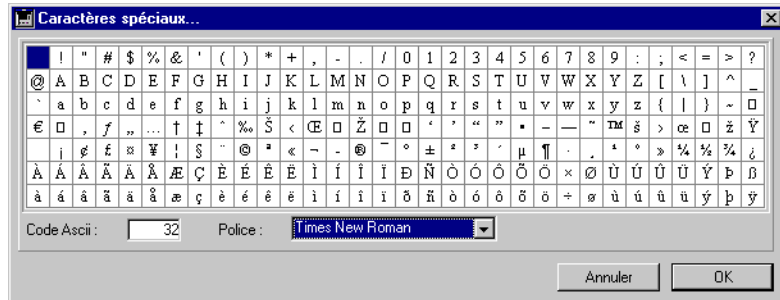 Caractères spéciaux...
! " # $ % & ' ( ) * + , - . / 0 1 2 3 4 5 6 7 8 9 : ; < = > ?
@ A B C D E F G H I J K L M N O P Q R S T U V W X Y Z [ \ ] ^ _
` a b c d e f g h i j k l m n o p q r s t u v w x y z { | } ~ □
€ □ ‚ ƒ „ … † ‡ ˆ ‰ Š ‹ Œ □ Ž □ □ ‘ ’ “ ” • – — ˜ ™ š › œ □ ž Ÿ
¡ ¢ £ ¤ ¥ ¦ § ¨ © ª « ¬ - ® ¯ ° ± ² ³ ´ µ ¶ · ¸ ¹ º » ¼ ½ ¾ ¿
À Á Â Ã Ä Å Æ Ç È É Ê Ë Ì Í Î Ï Ð Ñ Ò Ó Ô Õ Ö × Ø Ù Ú Û Ü Ý Þ ß
à á â ã ä å æ ç è é ê ë ì í î ï ð ñ ò ó ô õ ö ÷ ø ù ú û ü ý þ ÿ
Code Ascii : 32 Police : Times New Roman
Annuler OK